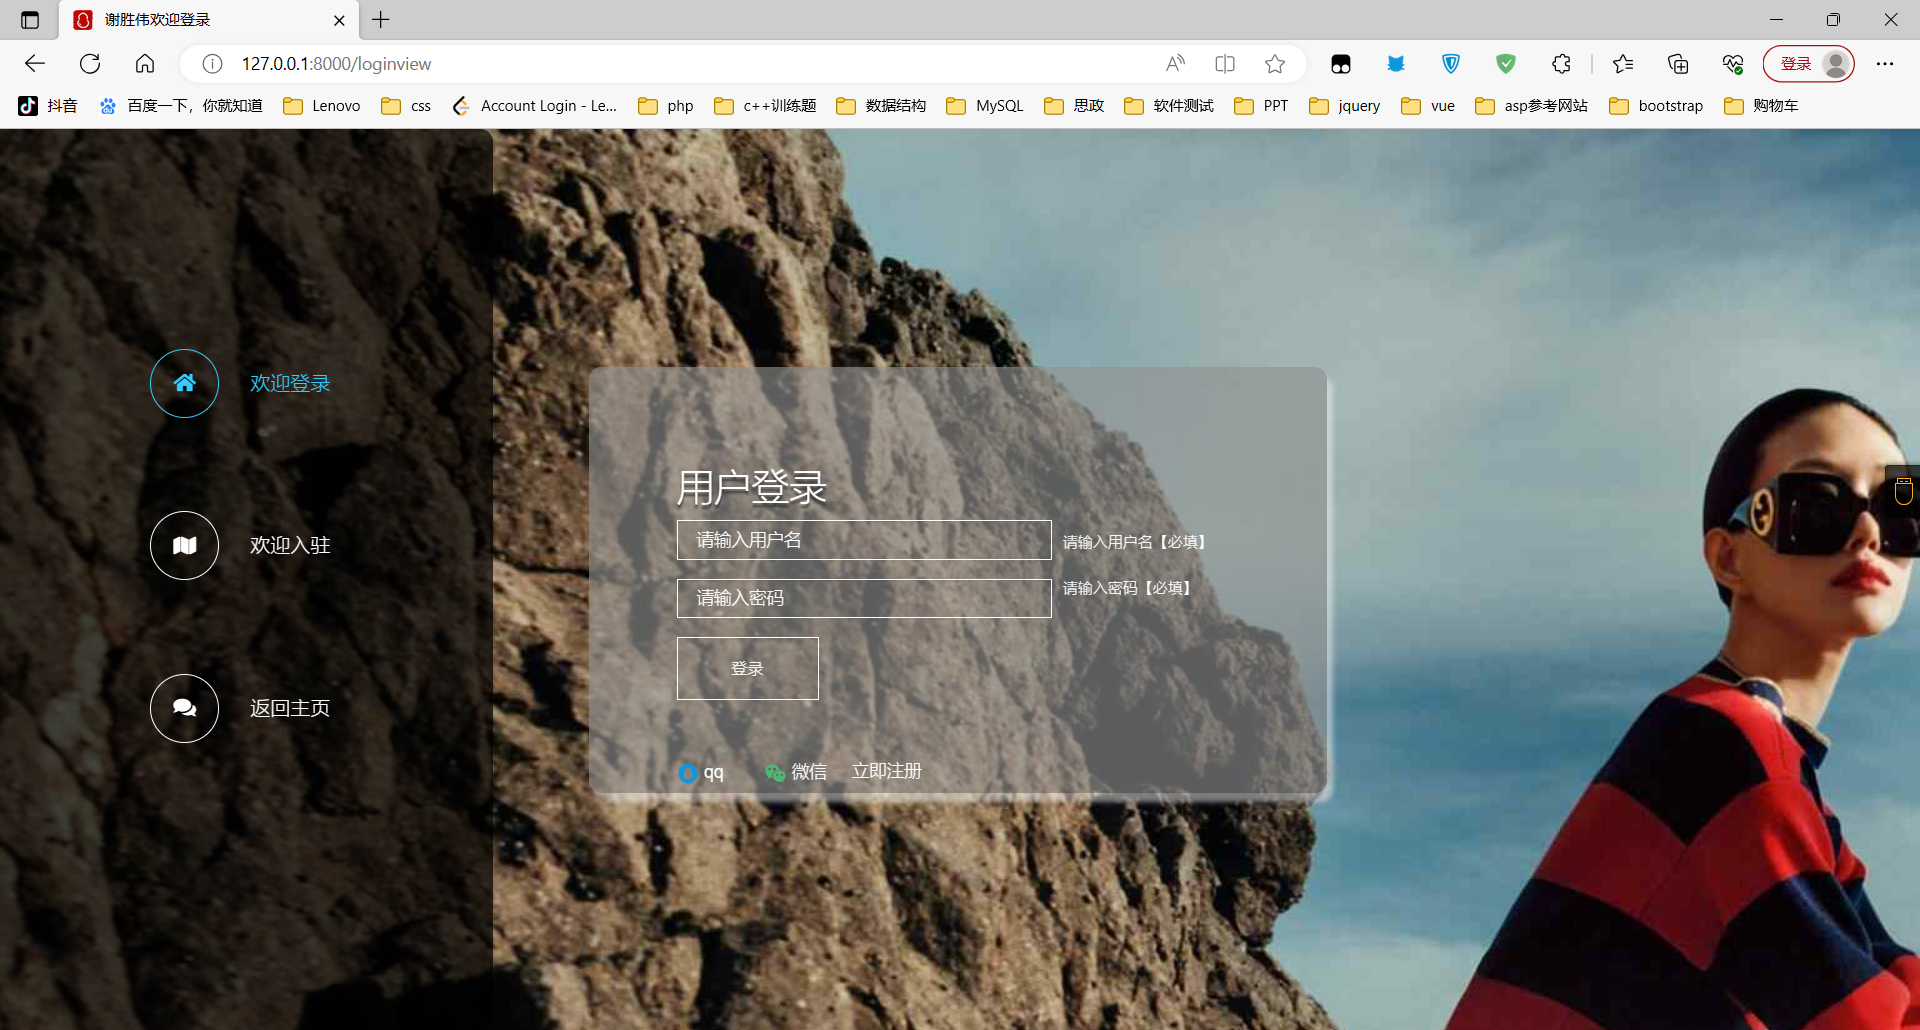 谢胜伟欢迎登录
127.0.0.1:8000/loginview
登录
抖音 百度一下，你就知道 Lenovo css Account Login - Le... php c++训练题 数据结构 MySQL 思政 软件测试 PPT jquery vue asp参考网站 bootstrap 购物车
欢迎登录
欢迎入驻
返回主页
用户登录
请输入用户名 请输入用户名【必填】
请输入密码 请输入密码【必填】
登录
qq 微信 立即注册